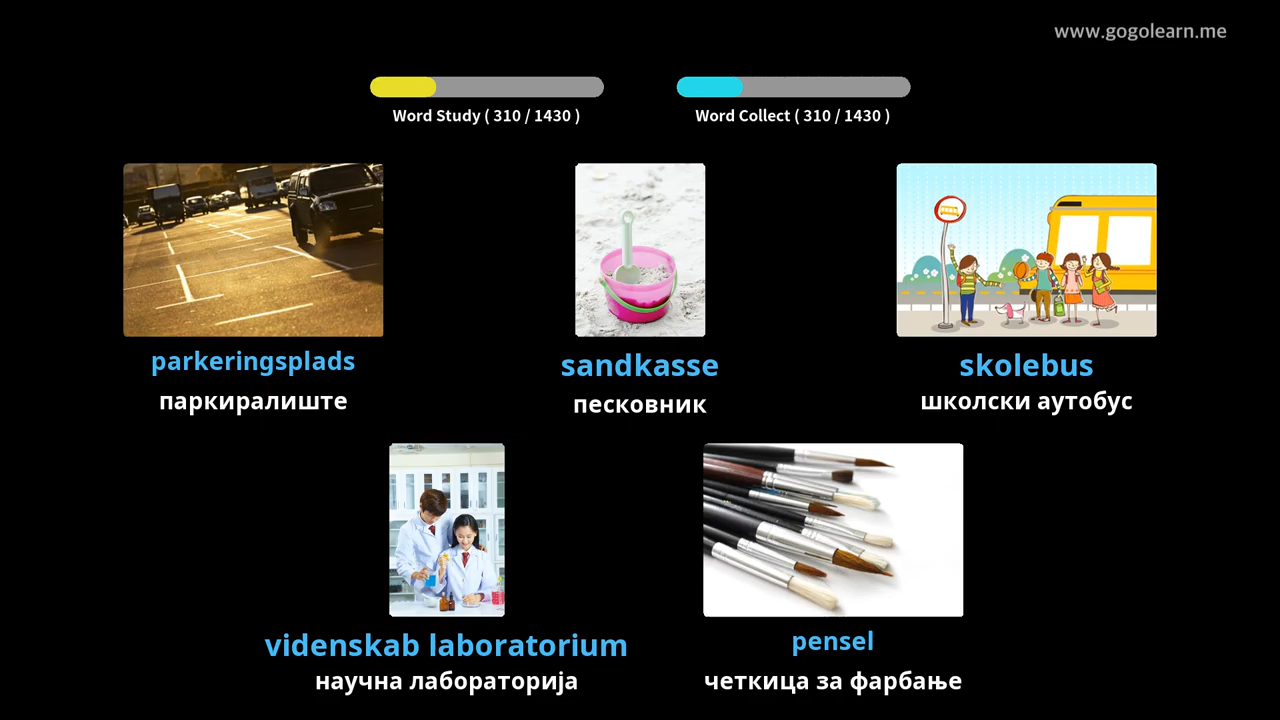 www.gogolearn.me
Word Study ( 310 / 1430 )
Word Collect ( 310 / 1430 )
parkeringsplads
паркиралиште
sandkasse
песковник
skolebus
школски аутобус
videnskab laboratorium
научна лабораторија
pensel
четкица за фарбање